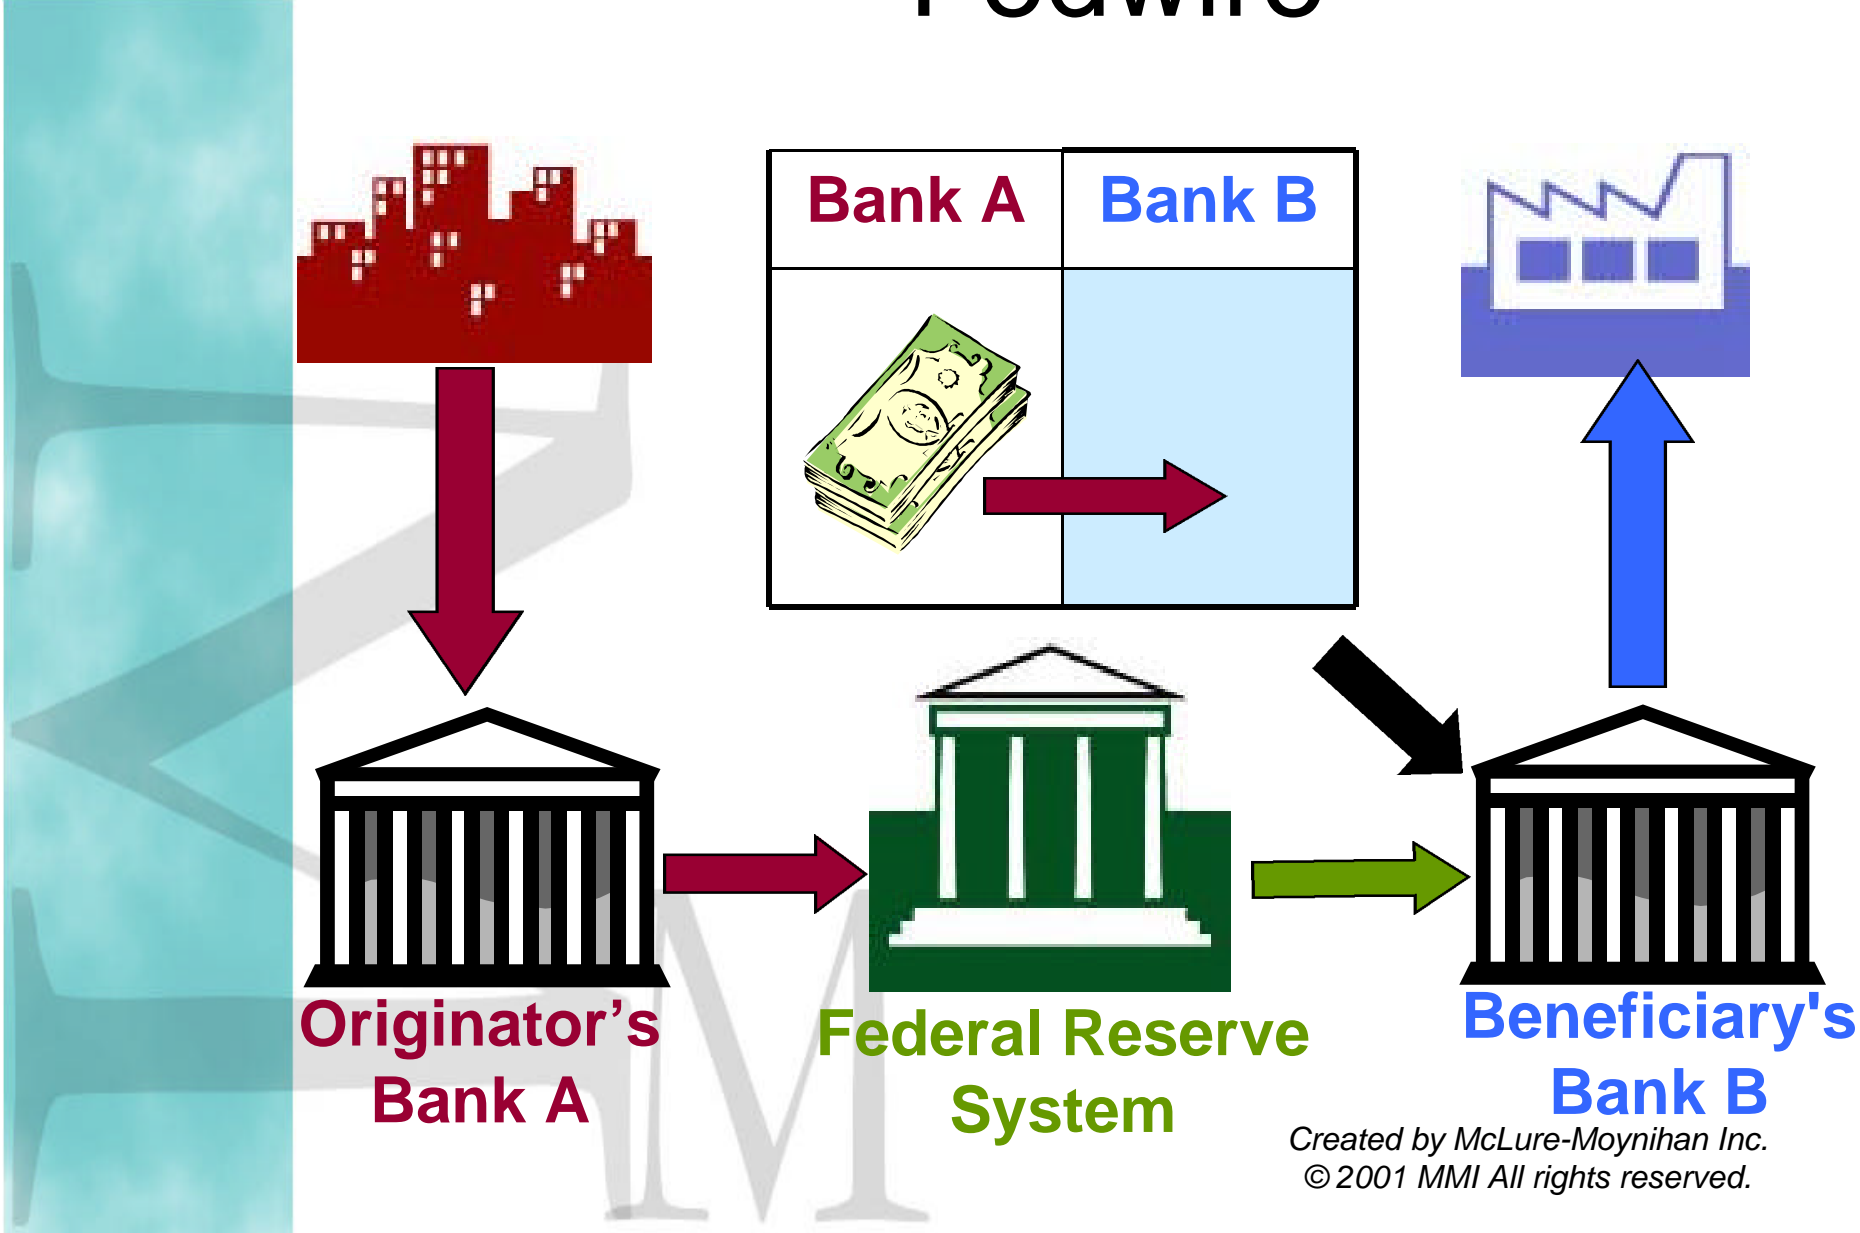 Fedwire
Bank A
Bank B
Originator’s
Bank A
Federal Reserve
System
Beneficiary's
Bank B
Created by McLure-Moynihan Inc.
© 2001 MMI All rights reserved.